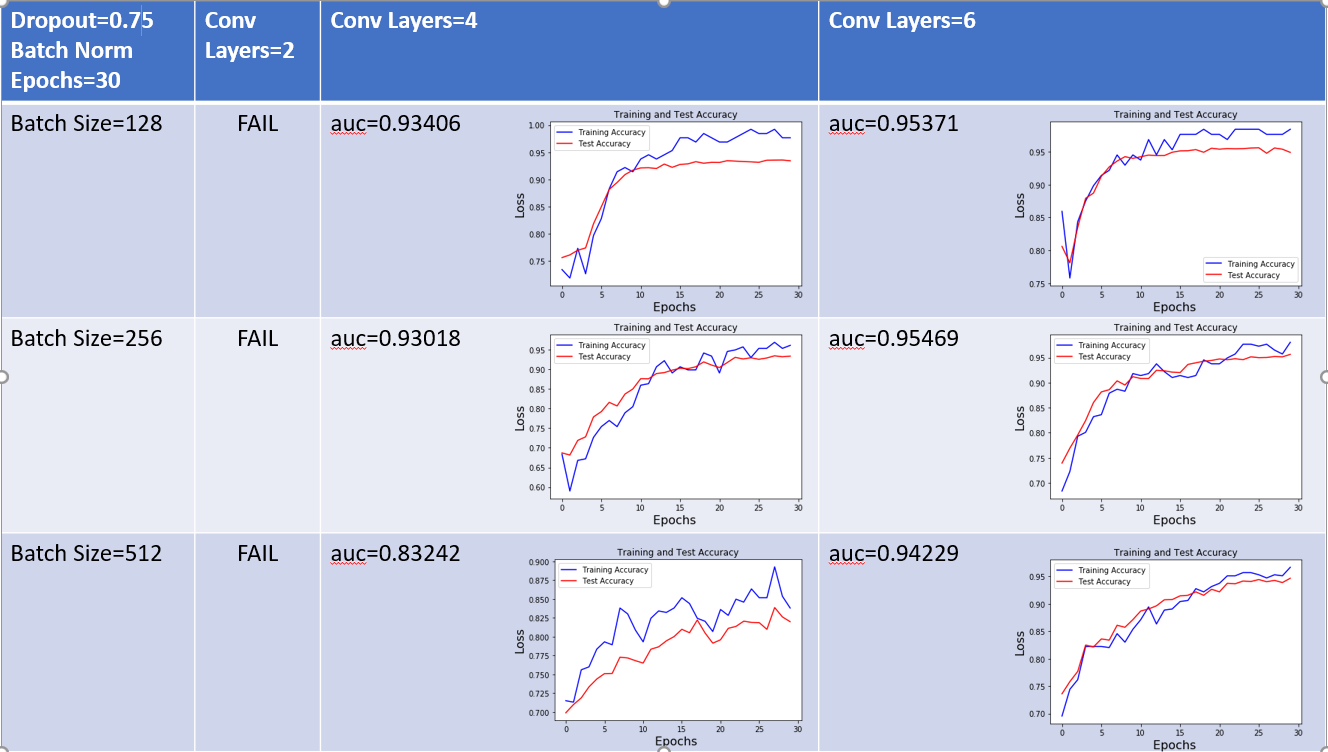 Dropout=0.75
Batch Norm
Epochs=30
Conv
Layers=2
Conv Layers=4
Conv Layers=6
Batch Size=128
FAIL
auc=0.93406
Training and Test Accuracy
Training Accuracy
Test Accuracy
1.00
0.95
0.90
0.85
0.80
0.75
Loss
0 5 10 15 20 25 30
Epochs
auc=0.95371
Training and Test Accuracy
0.95
0.90
0.85
0.80
0.75
Loss
Training Accuracy
Test Accuracy
0 5 10 15 20 25 30
Epochs
Batch Size=256
FAIL
auc=0.93018
Training and Test Accuracy
Training Accuracy
Test Accuracy
0.95
0.90
0.85
0.80
0.75
0.70
0.65
0.60
Loss
0 5 10 15 20 25 30
Epochs
auc=0.95469
Training and Test Accuracy
Training Accuracy
Test Accuracy
0.95
0.90
0.85
0.80
0.75
0.70
Loss
0 5 10 15 20 25 30
Epochs
Batch Size=512
FAIL
auc=0.83242
Training and Test Accuracy
Training Accuracy
Test Accuracy
0.900
0.875
0.850
0.825
0.800
0.775
0.750
0.725
0.700
Loss
0 5 10 15 20 25 30
Epochs
auc=0.94229
Training and Test Accuracy
Training Accuracy
Test Accuracy
0.95
0.90
0.85
0.80
0.75
0.70
Loss
0 5 10 15 20 25 30
Epochs